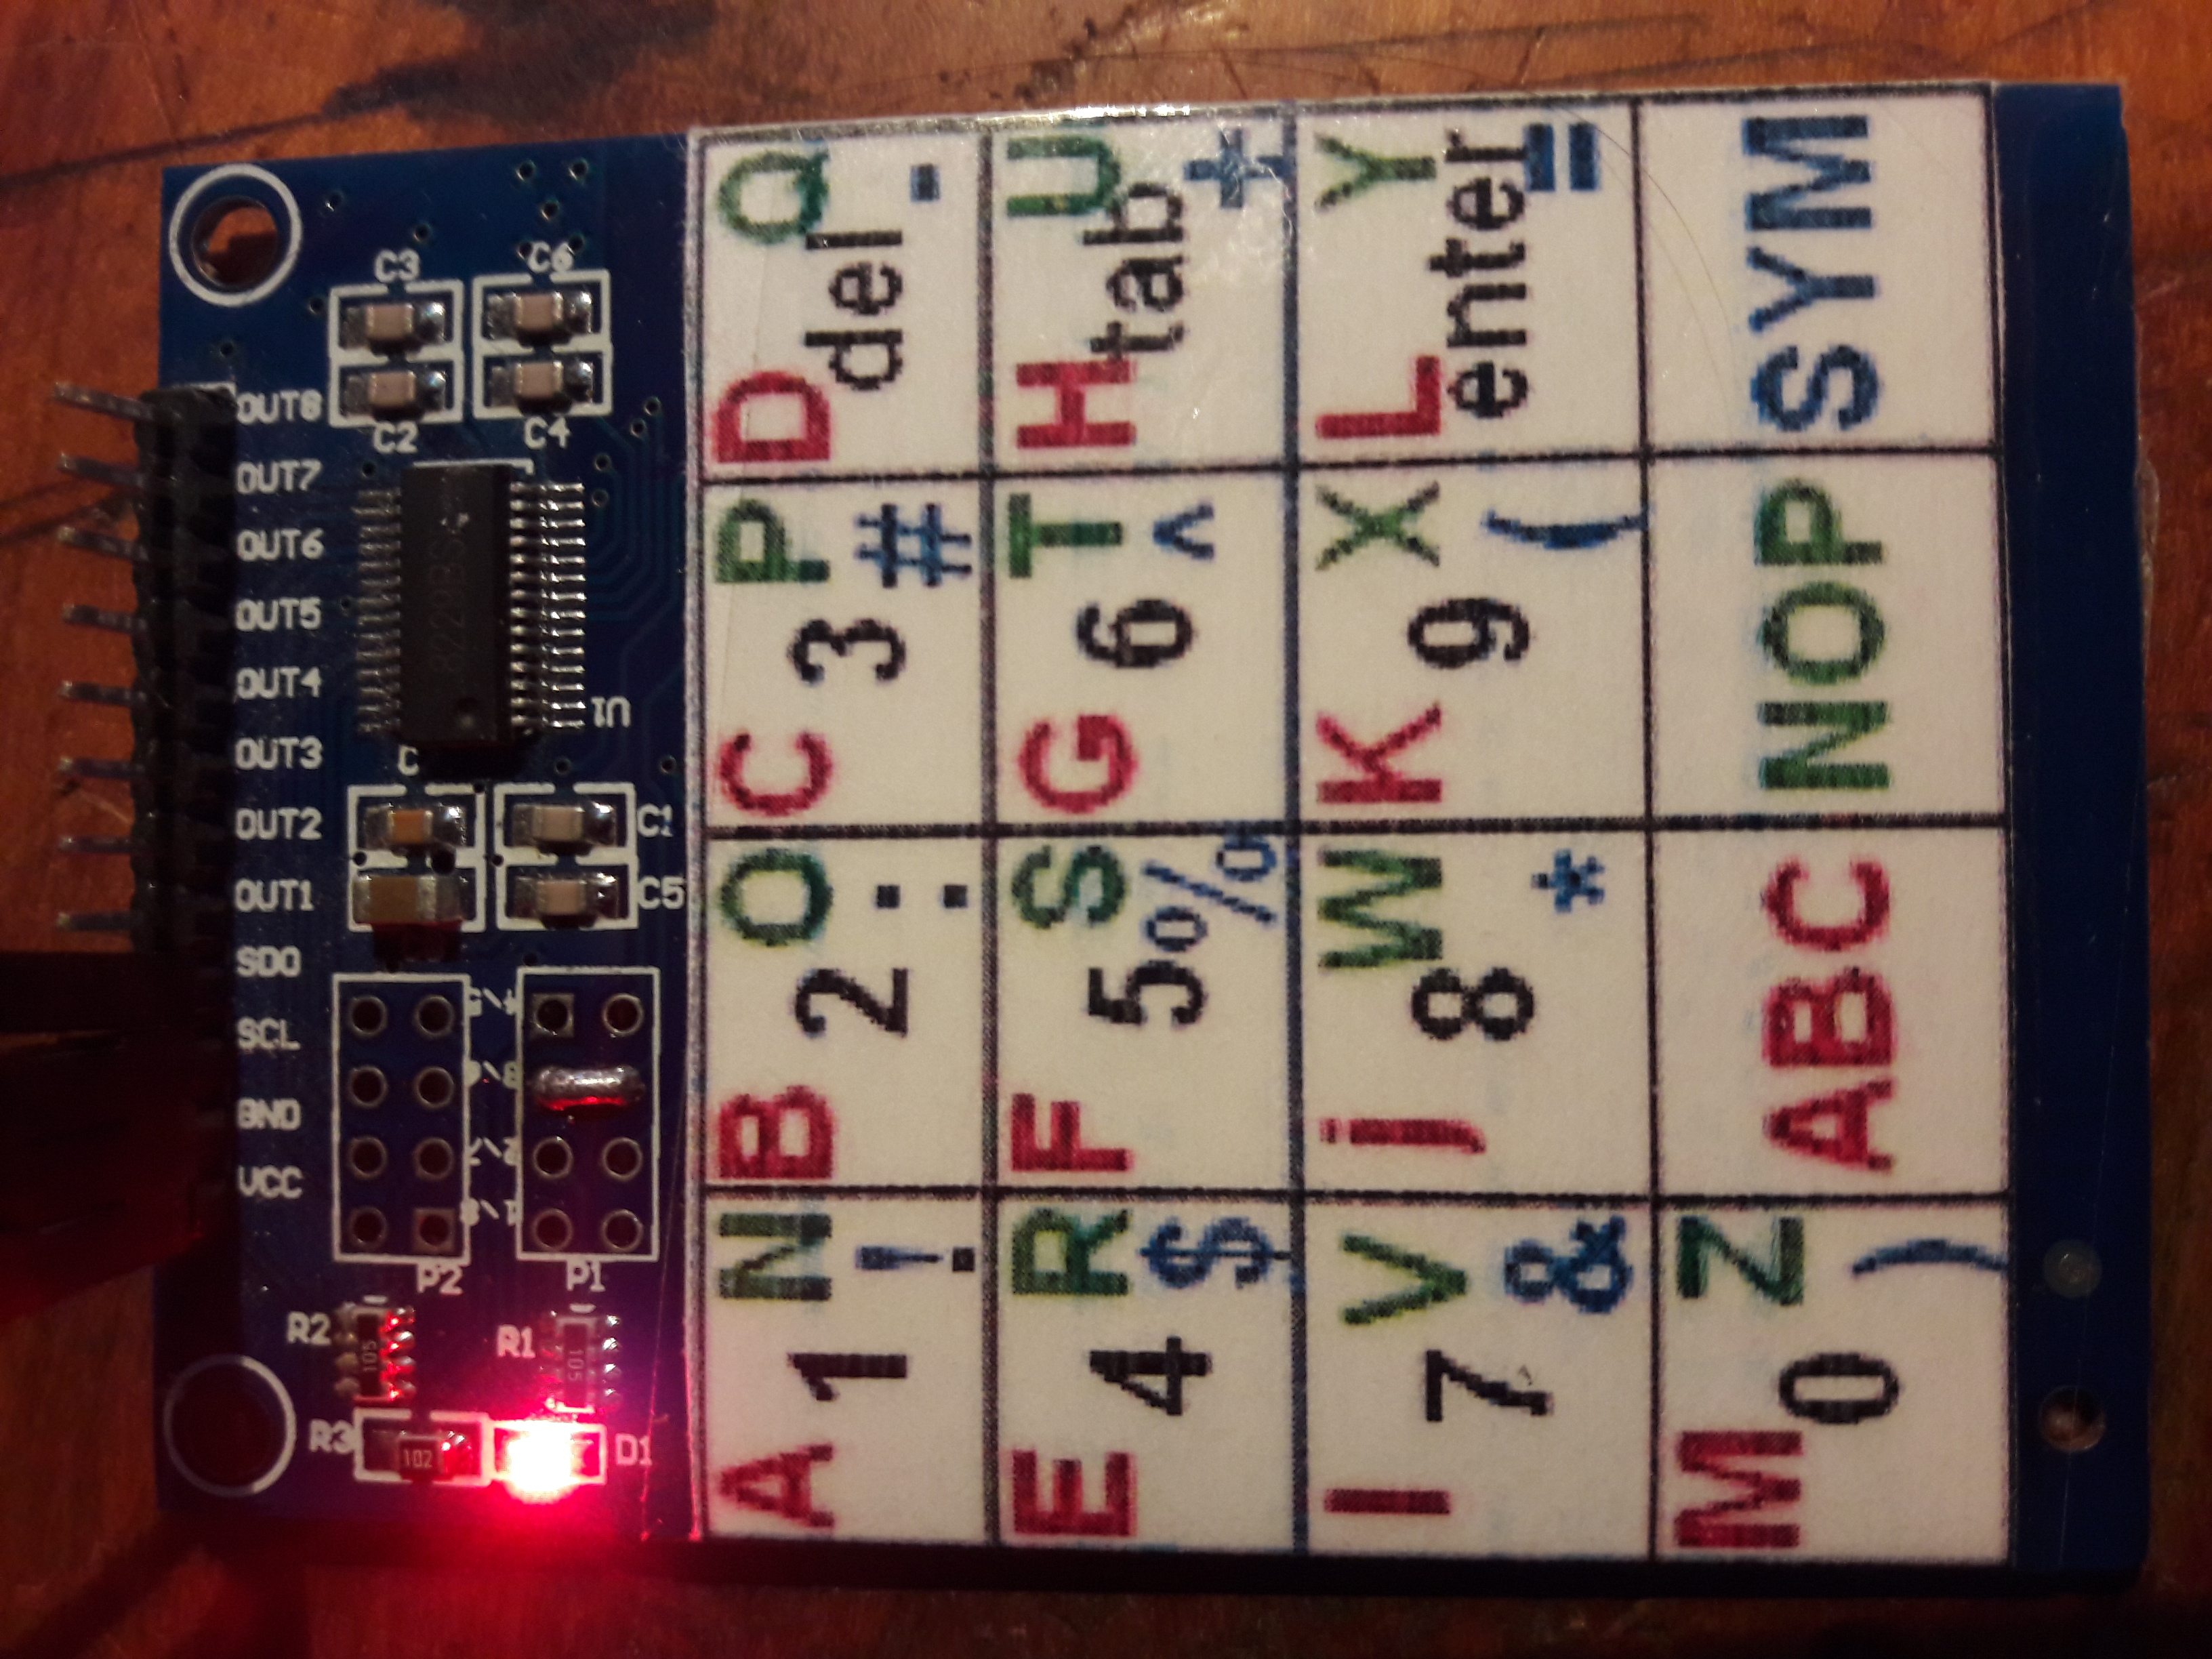 VCC GND SCL SDO OUT1 OUT2 OUT3 OUT4 OUT5 OUT6 OUT7 OUT8
R3 R2
105
102
P2
C2 C3
8229BS
R1
105
P1
C4 C6
U1
D1
C5 C1
A 1 N ! B 2 O : C 3 P # D del Q -
E 4 R $ F 5 S % G 6 T ^ H tab U +
I 7 V & j 8 W * K 9 X ( L enter Y =
M 0 Z ) ABC NOP SYM